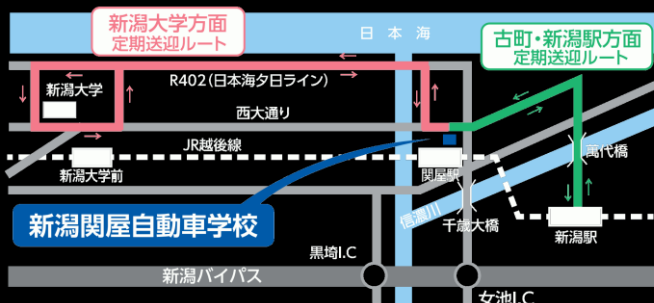 新潟大学方面
定期送迎ルート
日本海
古町・新潟駅方面
定期送迎ルート
R402(日本海夕日ライン)
新潟大学
西大通り
JR越後線
萬代橋
新潟大学前
関屋駅
新潟関屋自動車学校
信濃川
千歳大橋
新潟駅
黒埼I.C
新潟バイパス
女池I.C